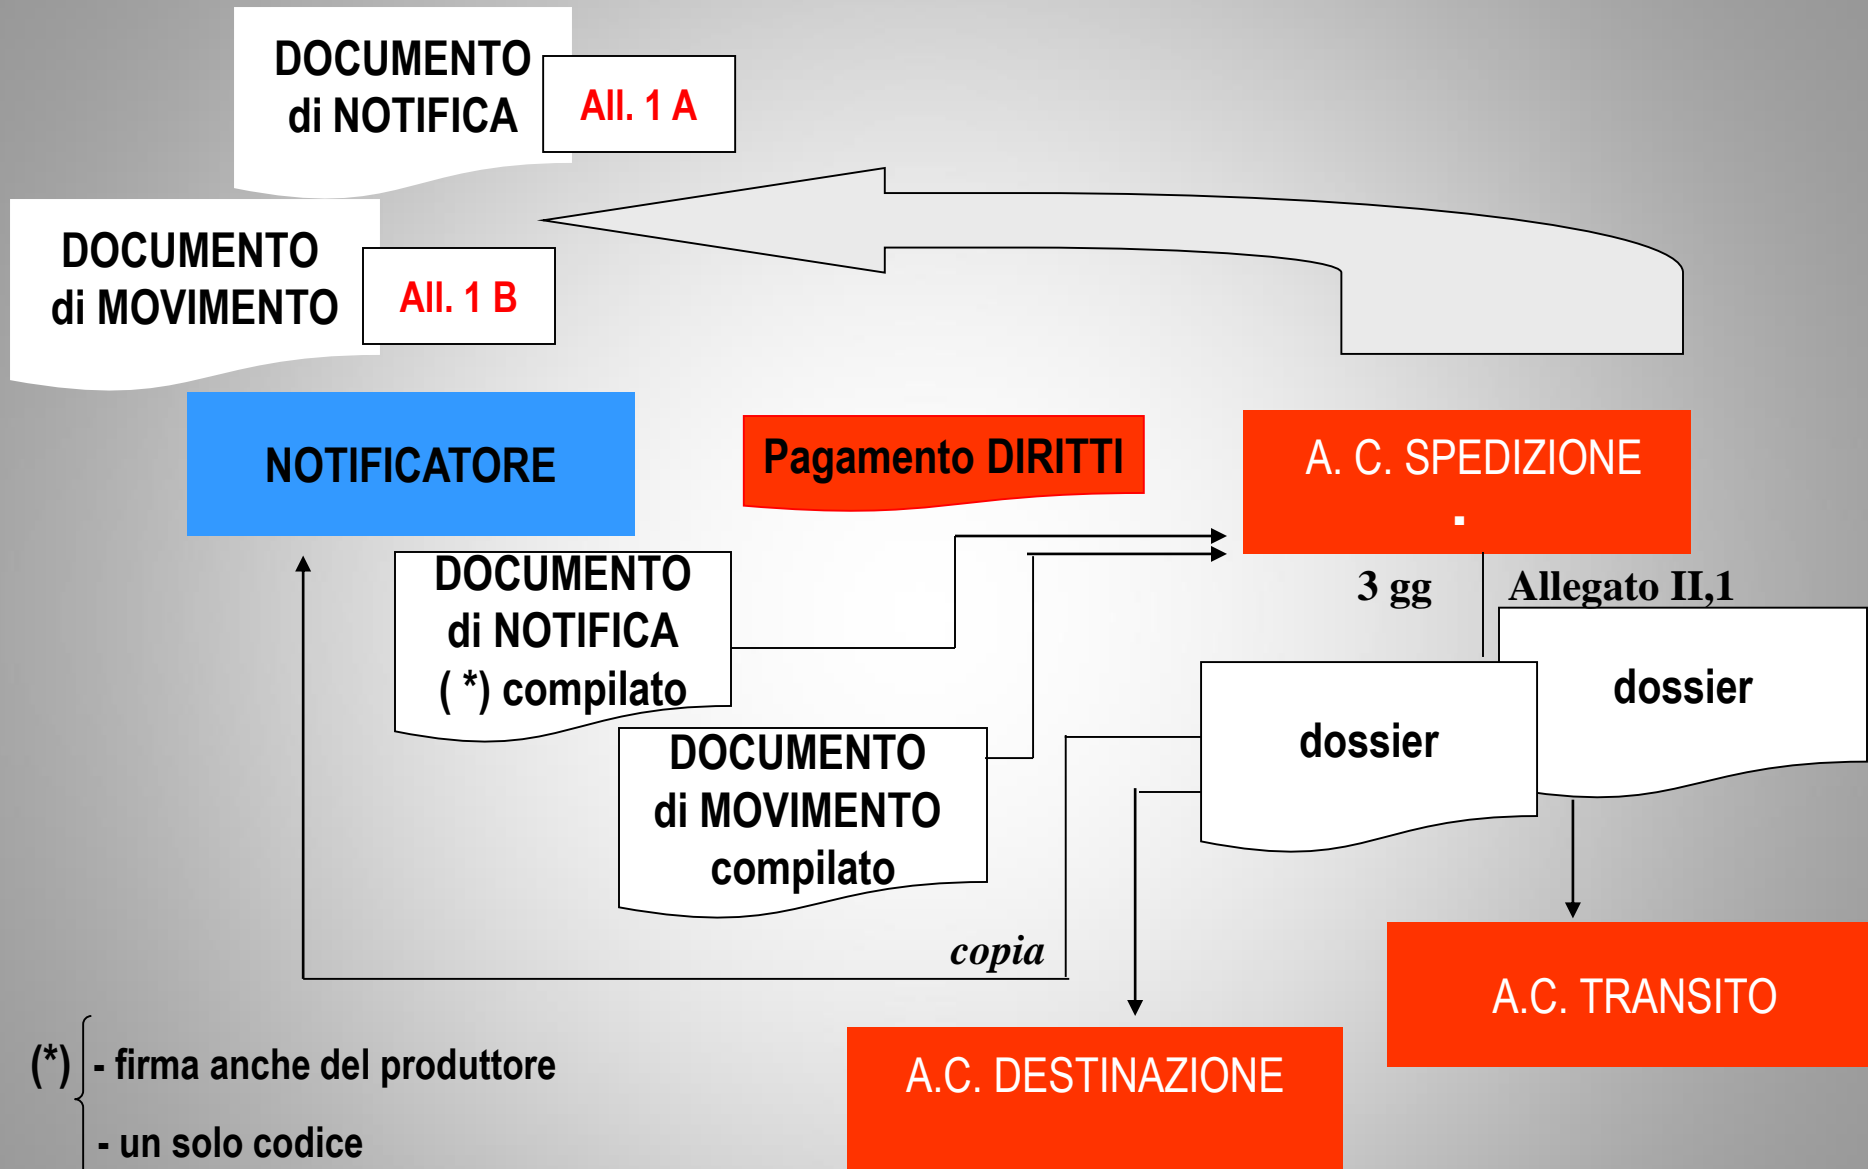 DOCUMENTO
di NOTIFICA
All. 1 A
DOCUMENTO
di MOVIMENTO
All. 1 B
NOTIFICATORE
Pagamento DIRITTI
A. C. SPEDIZIONE
.
DOCUMENTO
di NOTIFICA
( *) compilato
3 gg
Allegato II,1
dossier
dossier
DOCUMENTO
di MOVIMENTO
compilato
copia
A.C. TRANSITO
A.C. DESTINAZIONE
(*) - firma anche del produttore
- un solo codice